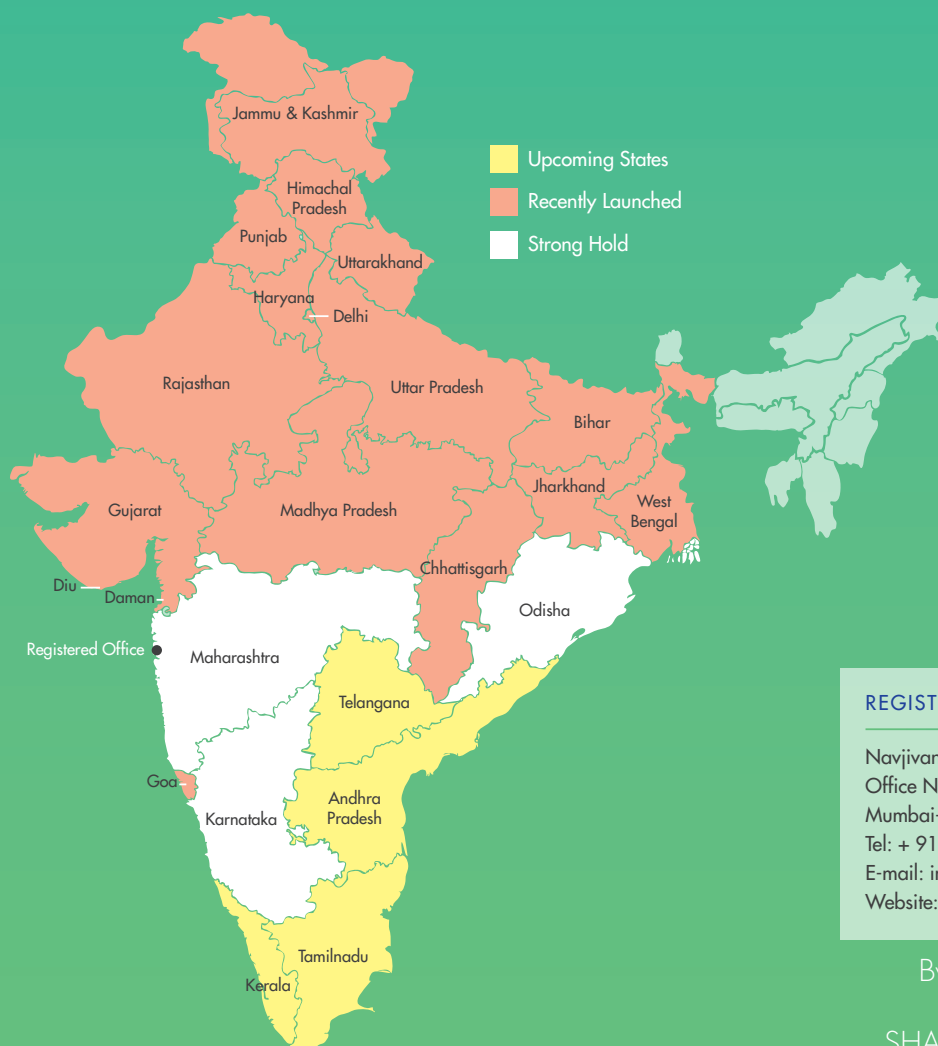 Jammu & Kashmir
Upcoming States
Recently Launched
Strong Hold
Himachal
Pradesh
Punjab
Uttarakhand
Haryana
Delhi
Rajasthan
Uttar Pradesh
Bihar
Jharkhand
West
Bengal
Gujarat
Madhya Pradesh
Chhattisgarh
Diu
Daman
Odisha
Registered Office
Maharashtra
Telangana
Goa
Karnataka
Andhra
Pradesh
Tamilnadu
Kerala
REGIST
Navjivan
Office N
Mumbai-
Tel: + 91
E-mail: i
Website:
By
SHA